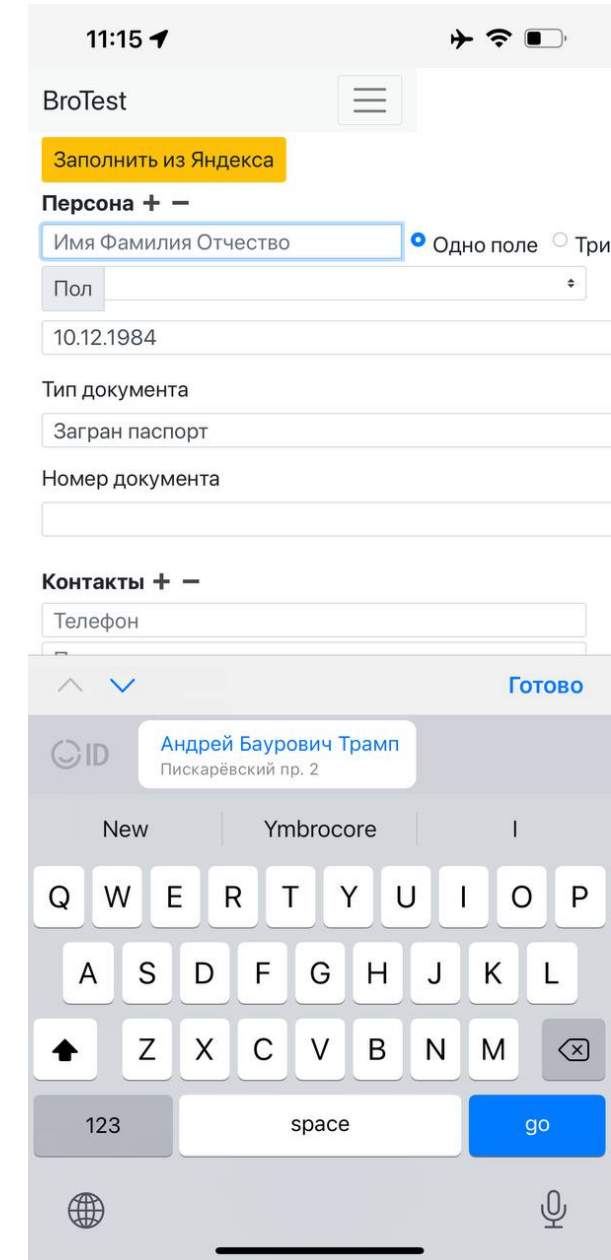 11:15
BroTest
Заполнить из Яндекса
Персона + −
Имя Фамилия Отчество
Одно поле Три
Пол
10.12.1984
Тип документа
Загран паспорт
Номер документа
Контакты + −
Телефон
Готово
ID
Андрей Баурович Трамп
Пискарёвский пр. 2
New Ymbrocore I
Q W E R T Y U I O P
A S D F G H J K L
Z X C V B N M
123 space go